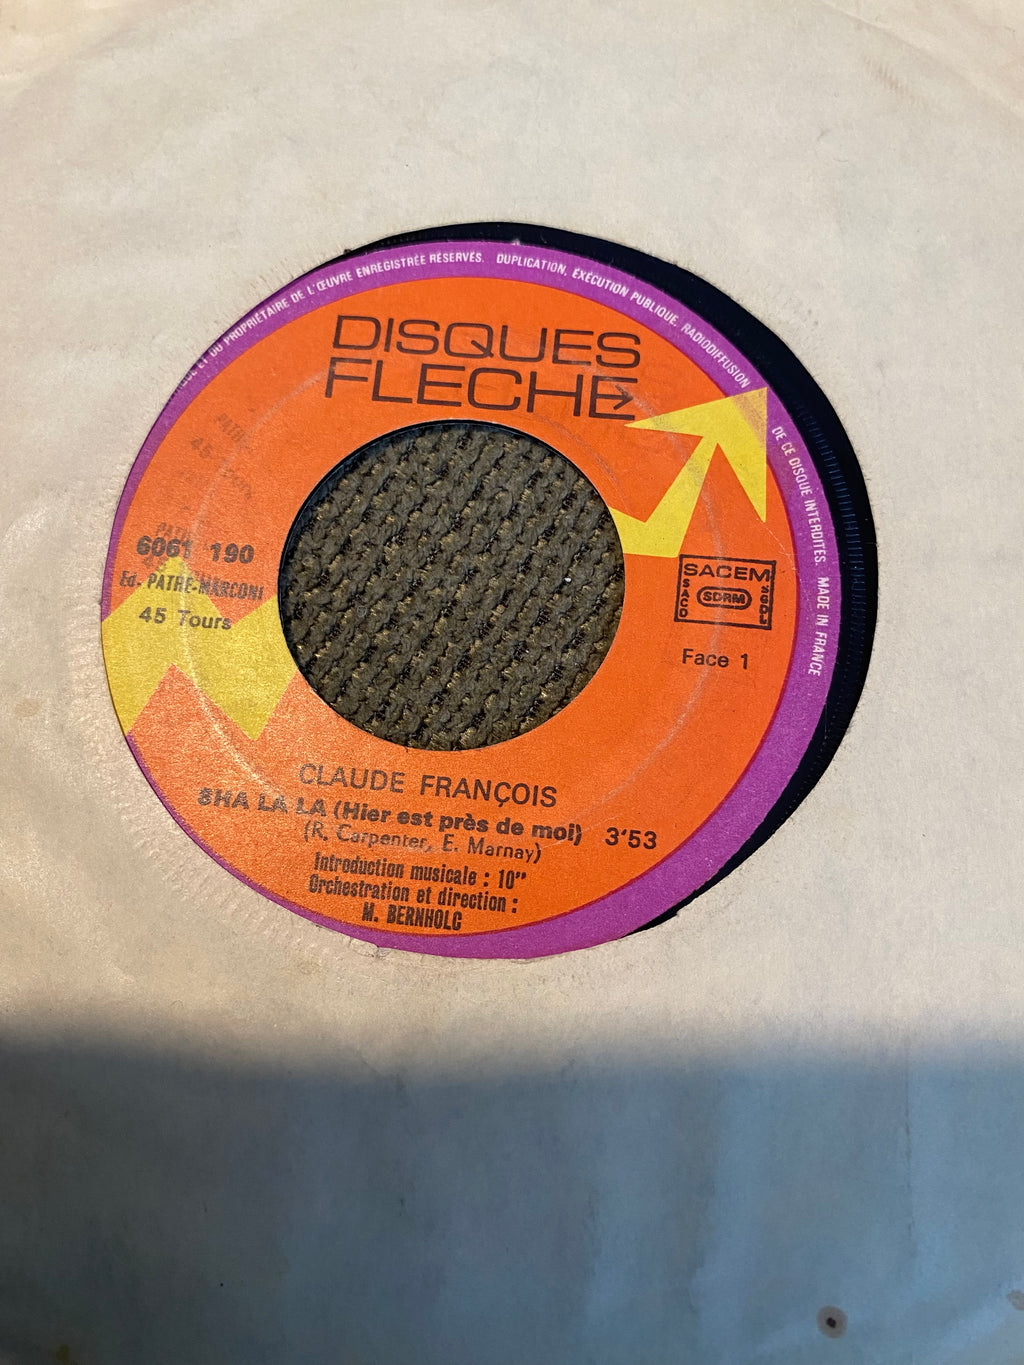 DU PROPRIÉTAIRE DE L'ŒUVRE ENREGISTRÉE RÉSERVÉS. DUPLICATION, EXÉCUTION PUBLIQUE, RADIODIFFUSION DE CE DISQUE INTERDITES. MADE IN FRANCE
DISQUES
FLECHE
6061 190
Ed. PATHE-MARCONI
45 Tours
SACEM
SACD
SDRM
SGDL
Face 1
CLAUDE FRANÇOIS
SHA LA LA (Hier est près de moi) 3'53
(R. Carpenter, E. Marnay)
Introduction musicale : 10"
Orchestration et direction :
M. BERNHOLC